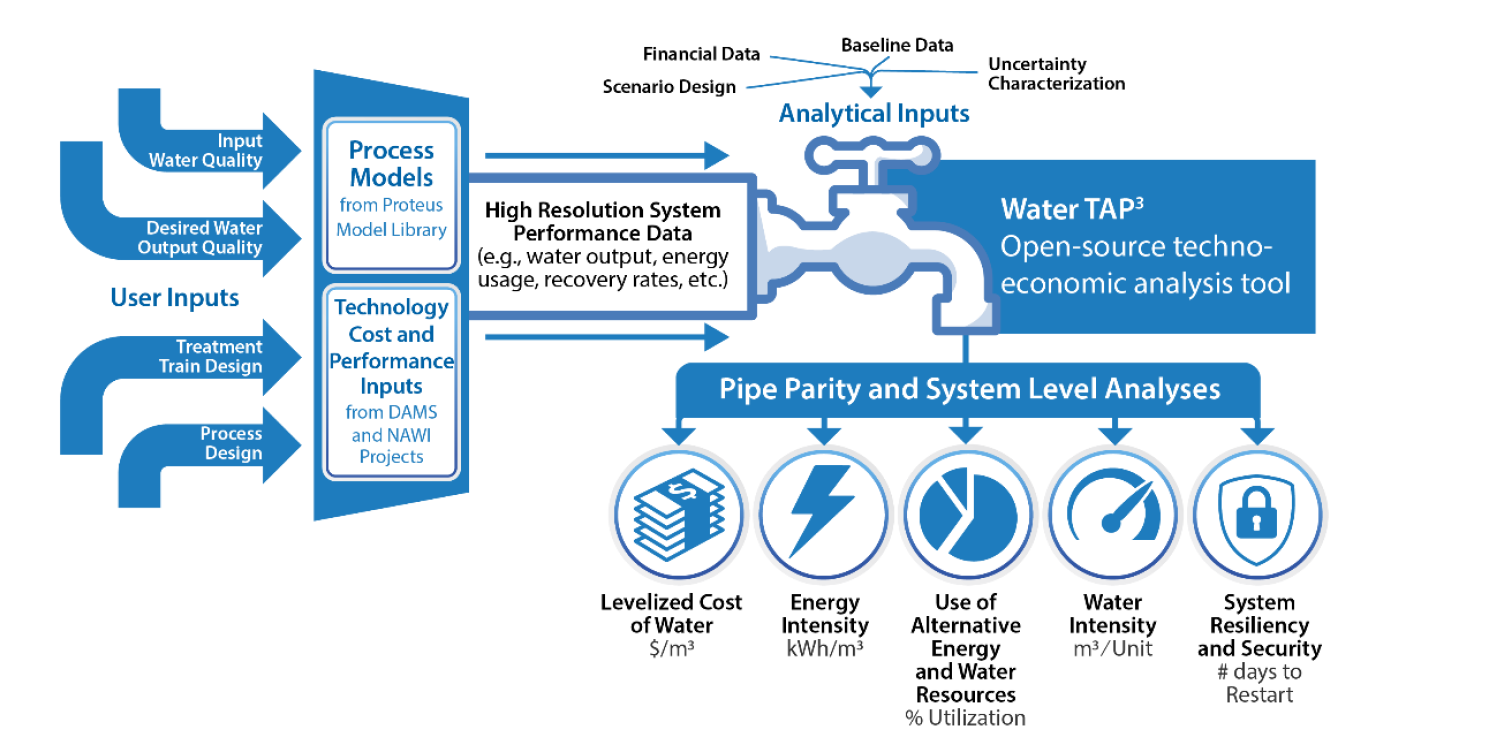 Financial Data
Baseline Data
Scenario Design
Uncertainty
Characterization
Analytical Inputs
Input
Water Quality
Desired Water
Output Quality
User Inputs
Treatment
Train Design
Process
Design
Process
Models
from Proteus
Model Library
Technology
Cost and
Performance
Inputs
from DAMS
and NAWI
Projects
High Resolution System
Performance Data
(e.g., water output, energy
usage, recovery rates, etc.)
Water TAP³
Open-source techno-
economic analysis tool
Pipe Parity and System Level Analyses
$
Levelized Cost
of Water
$/m³
Energy
Intensity
kWh/m³
Use of
Alternative
Energy
and Water
Resources
% Utilization
Water
Intensity
m³/Unit
System
Resiliency
and Security
# days to
Restart